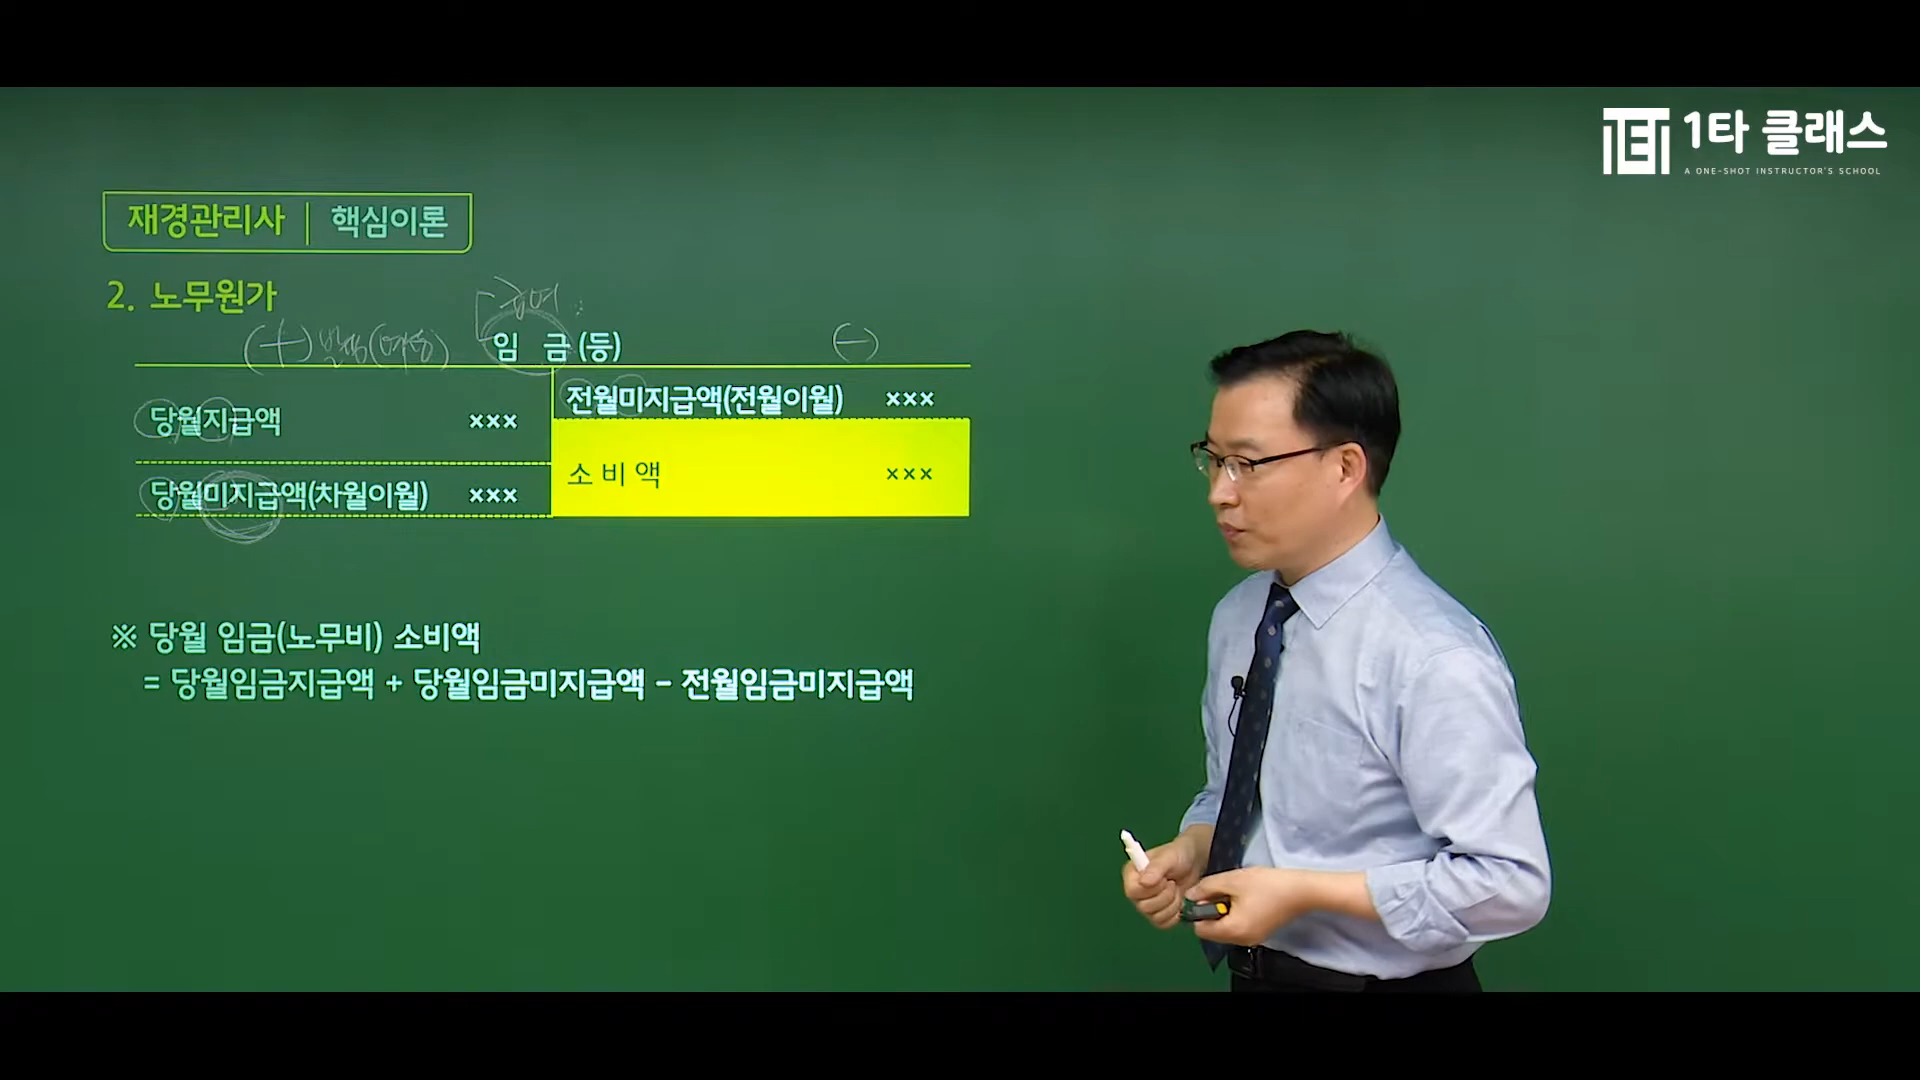 1타 클래스
A ONE-SHOT INSTRUCTOR'S SCHOOL
재경관리사 | 핵심이론
2. 노무원가
급여
(+) (-)
임 금 (등)
당월지급액 ×××
전월미지급액(전월이월) ×××
소 비 액 ×××
당월미지급액(차월이월) ×××
※ 당월 임금(노무비) 소비액
= 당월임금지급액 + 당월임금미지급액 – 전월임금미지급액